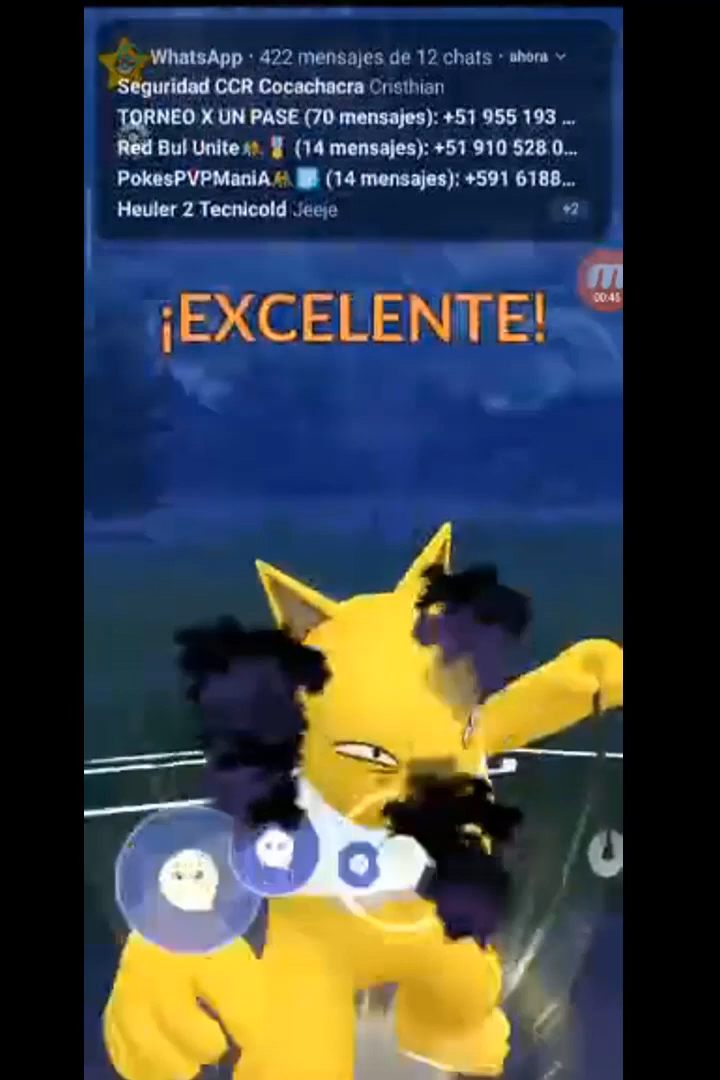 WhatsApp · 422 mensajes de 12 chats · ahora
Seguridad CCR Cocachacra Cristhian
TORNEO X UN PASE (70 mensajes): +51 955 193 ...
Red Bul Unite (14 mensajes): +51 910 528 0...
PokesPVPManiA (14 mensajes): +591 6188...
Heuler 2 Tecnicold Jeeje
+2
00:45
¡EXCELENTE!